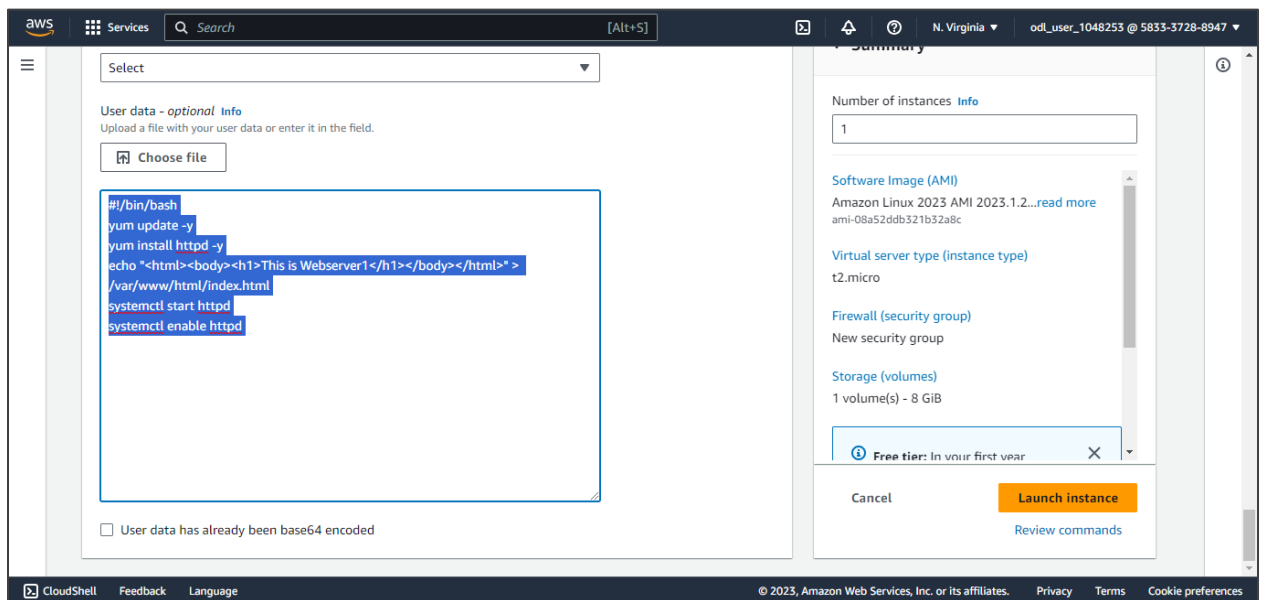 aws
Services
Search
[Alt+S]
N. Virginia ▼
odl_user_1048253 @ 5833-3728-8947 ▼
Select
User data - optional Info
Upload a file with your user data or enter it in the field.
Choose file
#!/bin/bash
yum update -y
yum install httpd -y
echo "<html><body><h1>This is Webserver1</h1></body></html>" >
/var/www/html/index.html
systemctl start httpd
systemctl enable httpd
User data has already been base64 encoded
Summary
Number of instances Info
1
Software Image (AMI)
Amazon Linux 2023 AMI 2023.1.2...read more
ami-08a52ddb321b32a8c
Virtual server type (instance type)
t2.micro
Firewall (security group)
New security group
Storage (volumes)
1 volume(s) - 8 GiB
Free tier: In your first year
Cancel
Launch instance
Review commands
CloudShell
Feedback
Language
© 2023, Amazon Web Services, Inc. or its affiliates.
Privacy
Terms
Cookie preferences